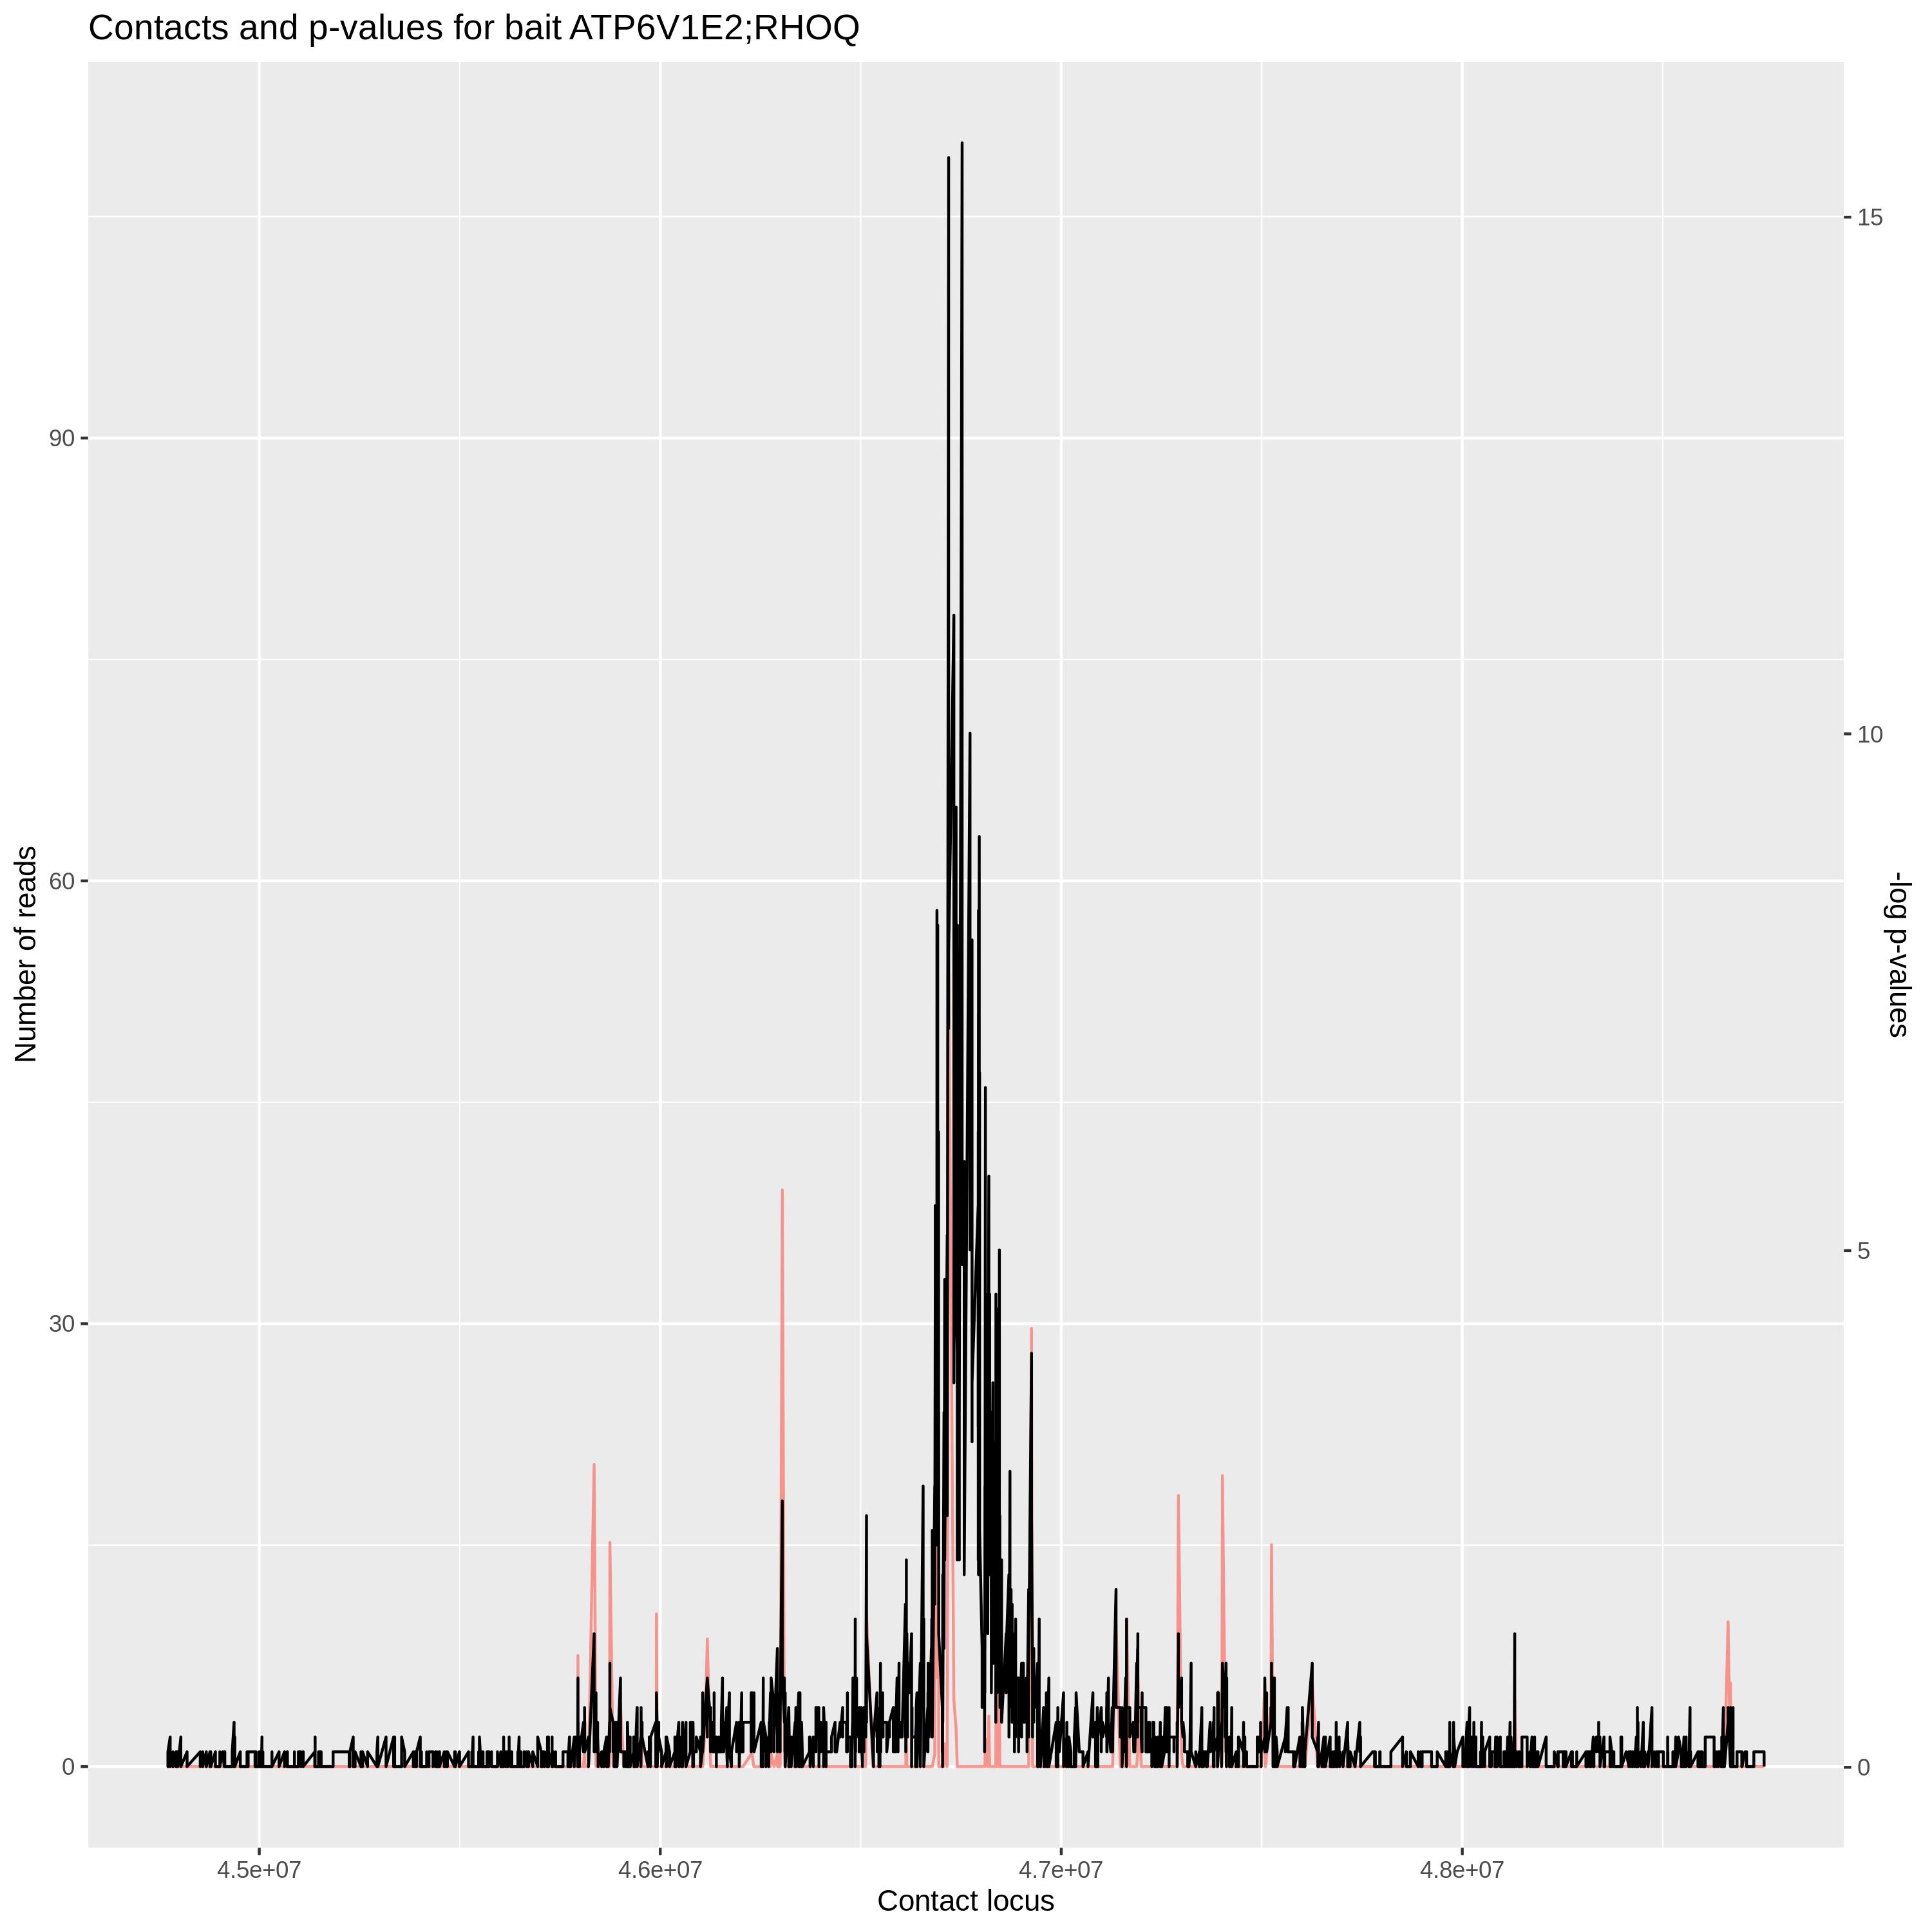 Contacts and p-values for bait ATP6V1E2;RHOQ
Number of reads
90
60
30
0
15
10
5
0
-log p-values
4.5e+07 4.6e+07 4.7e+07 4.8e+07
Contact locus